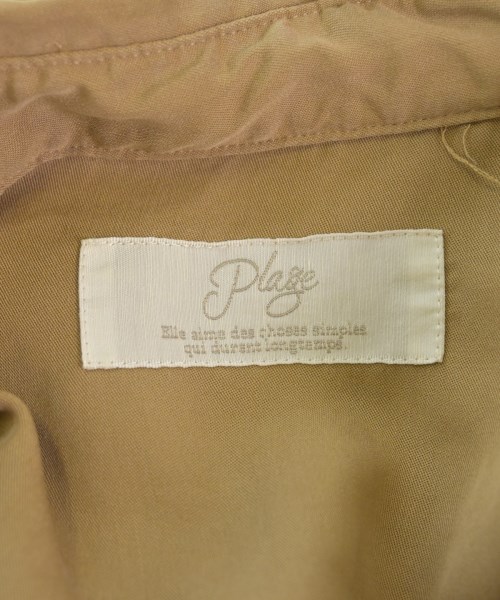 Plage
Elle aime des choses simples
qui durent longtemps.